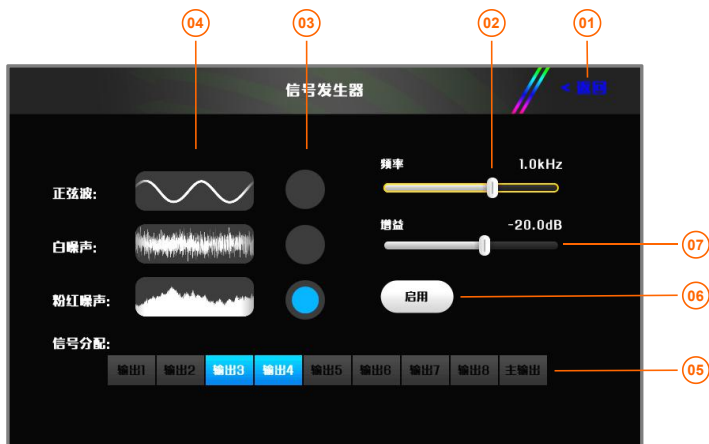 04 03 02 01
信号发生器
< 返回
频率 1.0kHz
正弦波:
增益 -20.0dB
07
白噪声:
粉红噪声:
启用
06
信号分配:
输出1 输出2 输出3 输出4 输出5 输出6 输出7 输出8 主输出
05